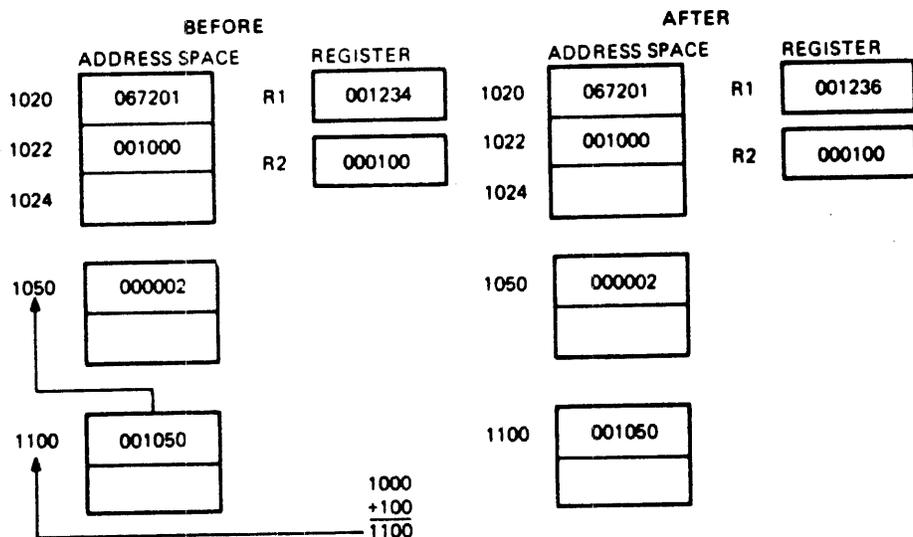 BEFORE
ADDRESS SPACE
REGISTER
1020
067201
R1
001234
1022
001000
R2
000100
1024
1050
000002
1100
001050
1000
+100
1100
AFTER
ADDRESS SPACE
REGISTER
1020
067201
R1
001236
1022
001000
R2
000100
1024
1050
000002
1100
001050